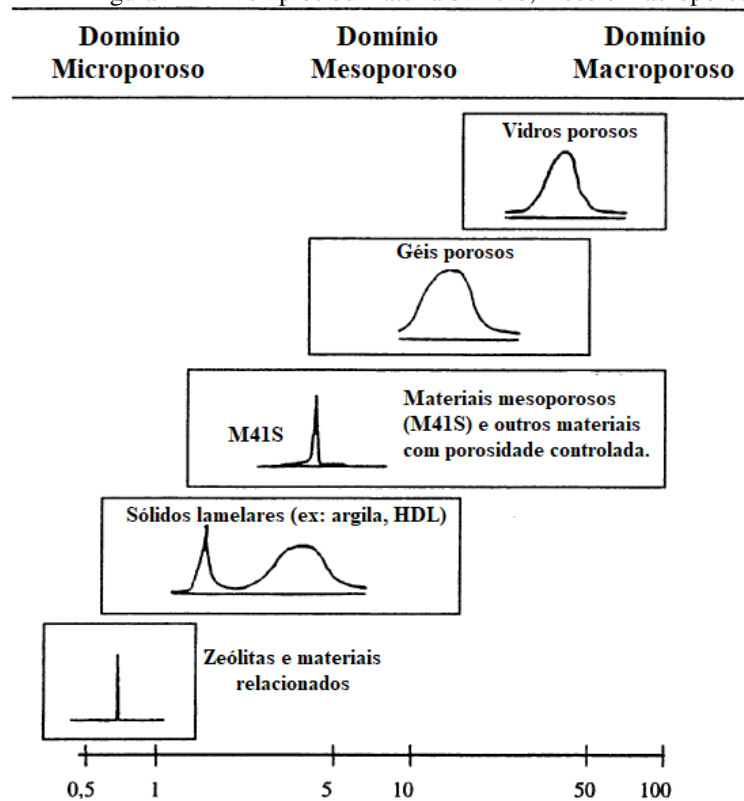 Domínio
Microporoso
Domínio
Mesoporoso
Domínio
Macroporoso
Vidros porosos
Géis porosos
M41S
Materiais mesoporosos
(M41S) e outros materiais
com porosidade controlada.
Sólidos lamelares (ex: argila, HDL)
Zeólitas e materiais
relacionados
0,5 1 5 10 50 100